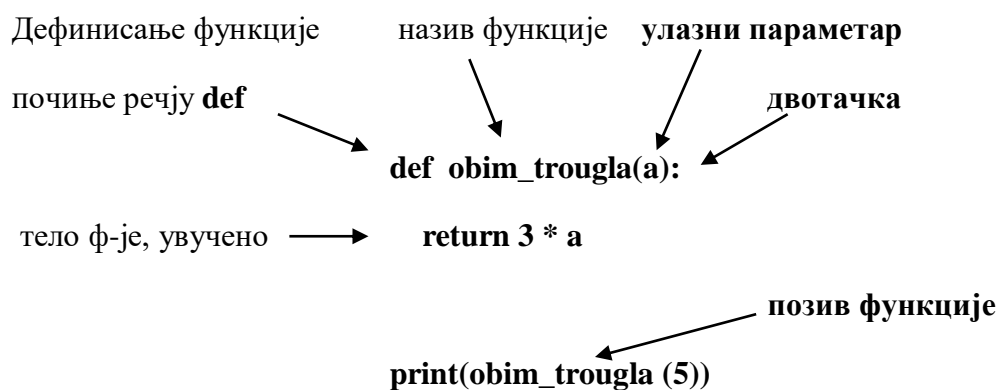 Дефинисање функције назив функције улазни параметар
почиње речју def двотачка
def obim_trougla(a):
тело ф-је, увучено return 3 * a
позив функције
print(obim_trougla (5))